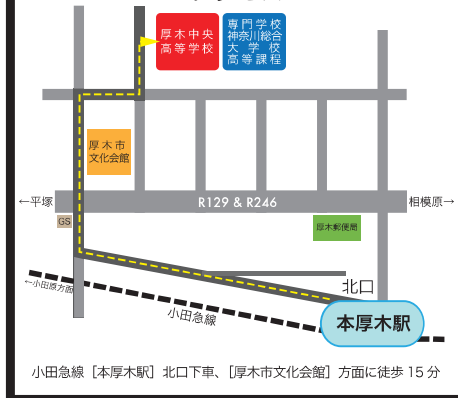 厚木中央
高等学校
専門学校
神奈川総合
大学校
高等課程
厚木市
文化会館
←平塚
R129 & R246
相模原→
GS
厚木郵便局
北口
←小田原方面
小田急線
本厚木駅
小田急線［本厚木駅］北口下車、［厚木市文化会館］方面に徒歩 15 分